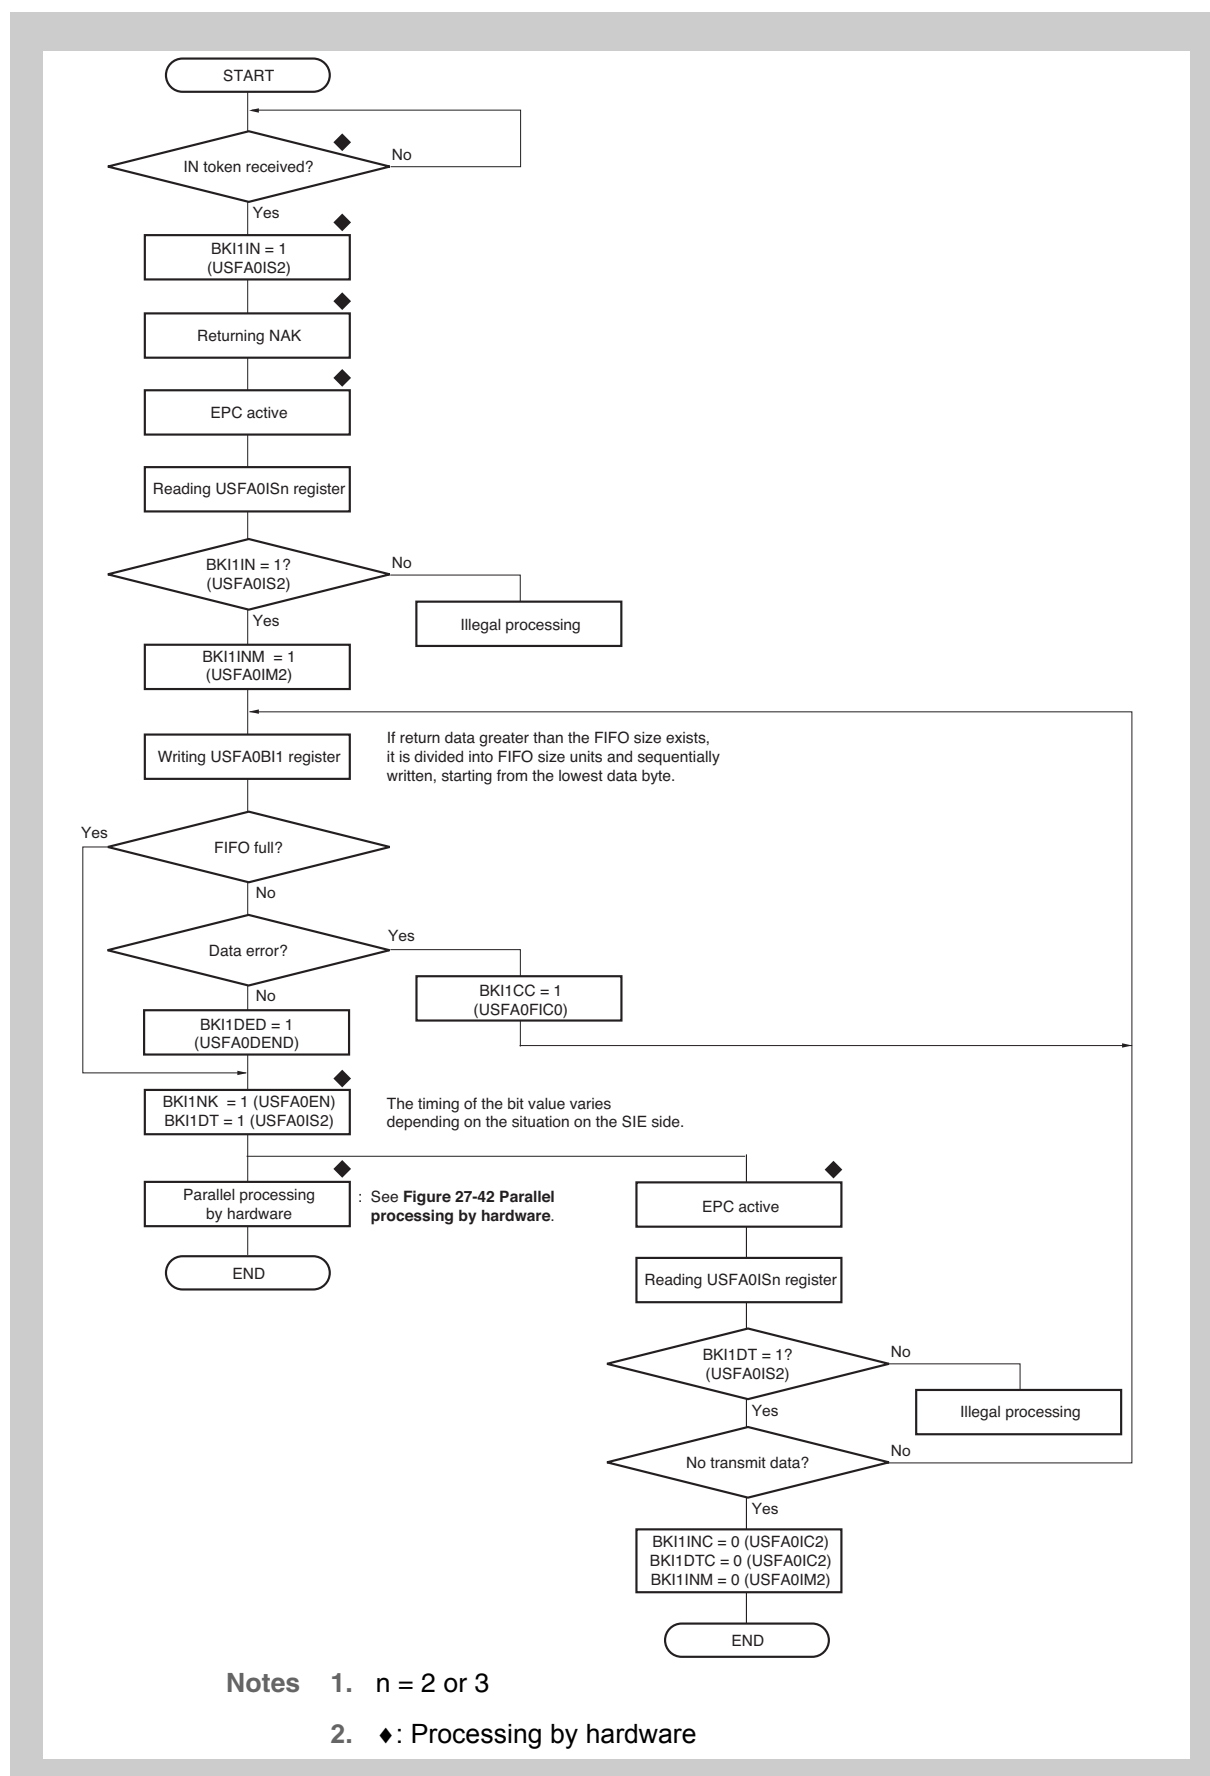 START
IN token received?
No
Yes
BKI1IN = 1
(USFA0IS2)
Returning NAK
EPC active
Reading USFA0ISn register
BKI1IN = 1?
(USFA0IS2)
No
Illegal processing
Yes
BKI1INM = 1
(USFA0IM2)
Writing USFA0BI1 register
If return data greater than the FIFO size exists,
it is divided into FIFO size units and sequentially
written, starting from the lowest data byte.
Yes
FIFO full?
No
Data error?
Yes
BKI1CC = 1
(USFA0FIC0)
No
BKI1DED = 1
(USFA0DEND)
BKI1NK = 1 (USFA0EN)
BKI1DT = 1 (USFA0IS2)
The timing of the bit value varies
depending on the situation on the SIE side.
Parallel processing
by hardware
: See Figure 27-42 Parallel
processing by hardware.
END
EPC active
Reading USFA0ISn register
BKI1DT = 1?
(USFA0IS2)
No
Illegal processing
Yes
No transmit data?
No
Yes
BKI1INC = 0 (USFA0IC2)
BKI1DTC = 0 (USFA0IC2)
BKI1INM = 0 (USFA0IM2)
END
Notes 1. n = 2 or 3
2. ♦: Processing by hardware